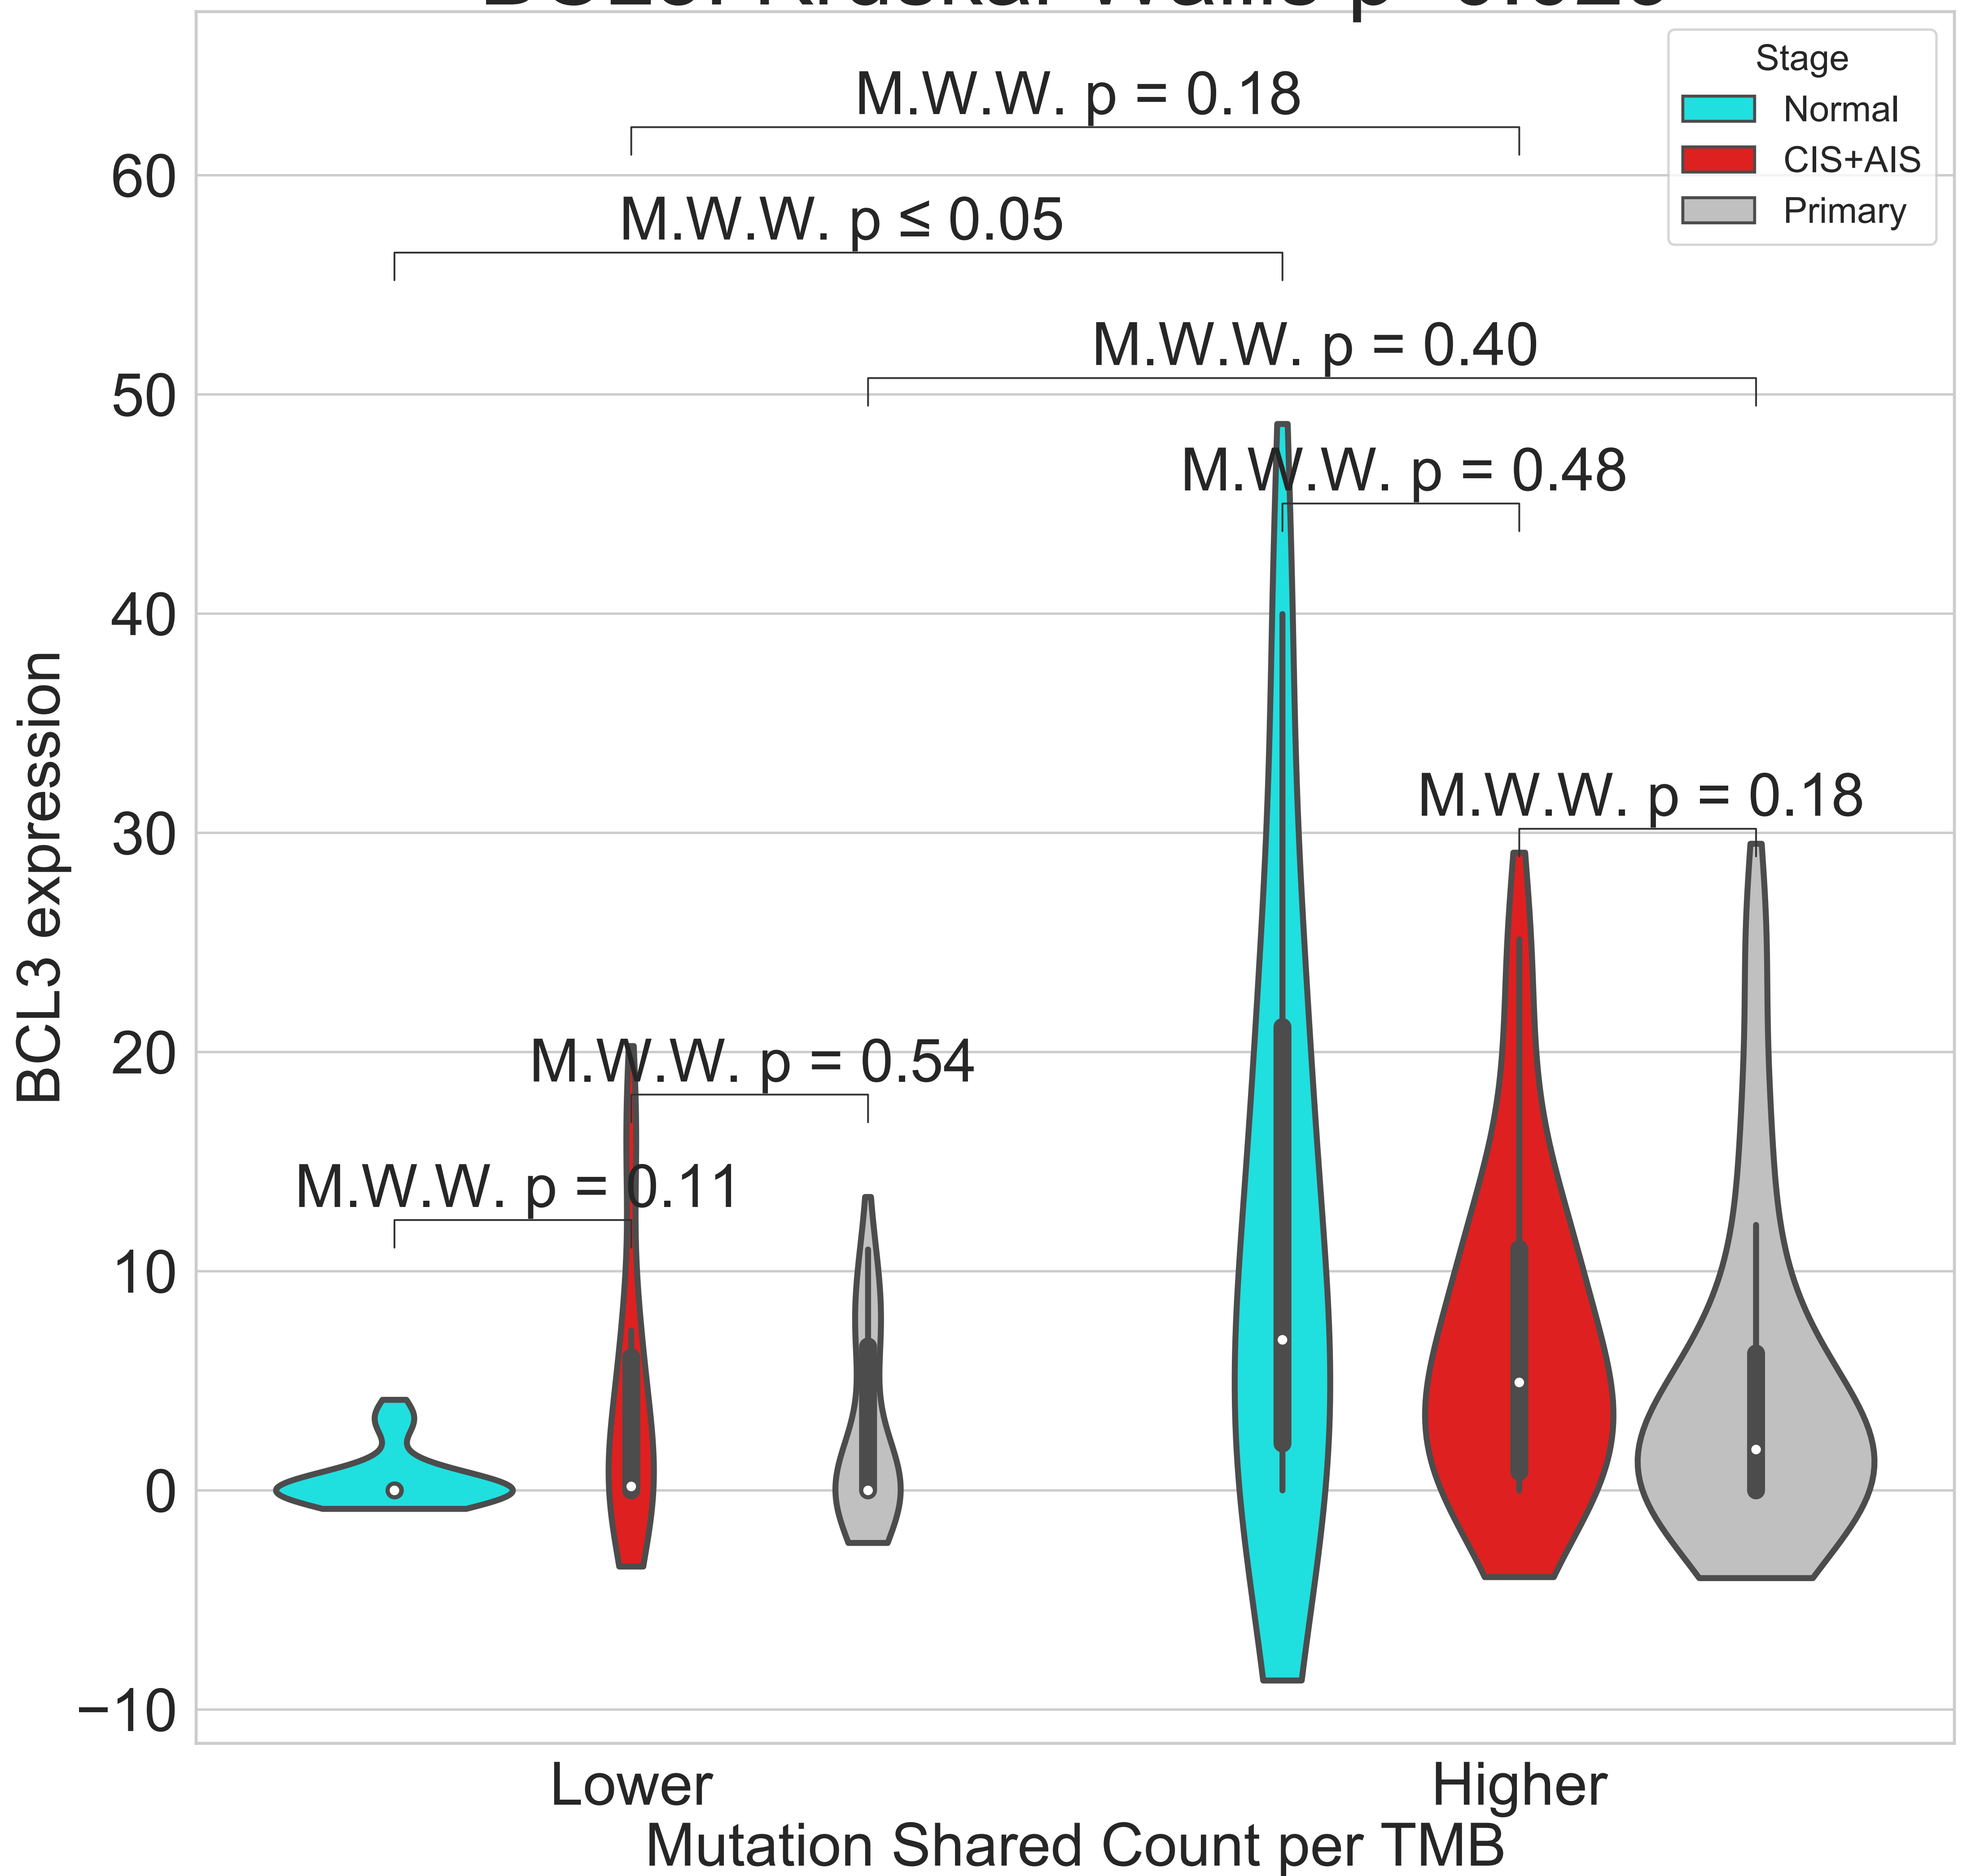 Stage
Normal
CIS+AIS
Primary
M.W.W. p = 0.18
M.W.W. p ≤ 0.05
M.W.W. p = 0.40
M.W.W. p = 0.48
M.W.W. p = 0.18
M.W.W. p = 0.54
M.W.W. p = 0.11
60
50
40
30
20
10
0
−10
BCL3 expression
Lower
Higher
Mutation Shared Count per TMB